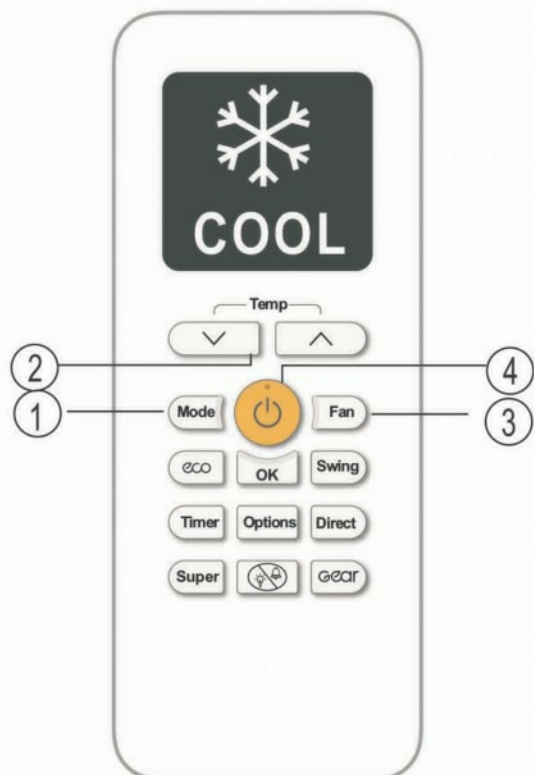 COOL
Temp
2
4
1
Mode
Fan
3
eco
OK
Swing
Timer
Options
Direct
Super
Gear